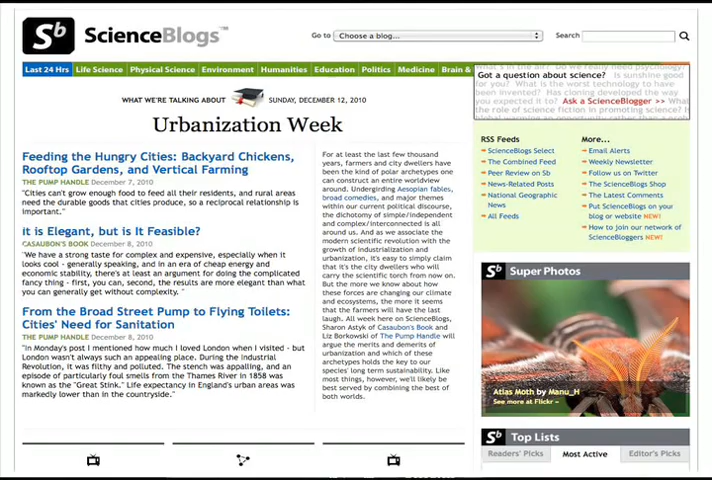 Sb ScienceBlogs™
Go to Choose a blog...
Search
Last 24 Hrs Life Science Physical Science Environment Humanities Education Politics Medicine Brain &
Got a question about science?
Ask a ScienceBlogger >>
WHAT WE'RE TALKING ABOUT SUNDAY, DECEMBER 12, 2010
Urbanization Week
Feeding the Hungry Cities: Backyard Chickens,
Rooftop Gardens, and Vertical Farming
THE PUMP HANDLE December 7, 2010
"Cities can't grow enough food to feed all their residents, and rural areas
need the durable goods that cities produce, so a reciprocal relationship is
important."
it is Elegant, but is it Feasible?
CASAUBON'S BOOK December 8, 2010
"We have a strong taste for complex and expensive, especially when it
looks cool - generally speaking, and in an era of cheap energy and
economic stability, there's at least an argument for doing the complicated
fancy thing - first, you can, second, the results are more elegant than what
you can generally get without complexity. "
From the Broad Street Pump to Flying Toilets:
Cities' Need for Sanitation
THE PUMP HANDLE December 8, 2010
"In Monday's post I mentioned how much I loved London when I visited - but
London wasn't always such an appealing place. During the Industrial
Revolution, it was filthy and polluted. The stench was appalling, and an
episode of particularly foul smells from the Thames River in 1858 was
known as the "Great Stink." Life expectancy in England's urban areas was
markedly lower than in the countryside."
For at least the last few thousand
years, farmers and city dwellers have
been the kind of polar archetypes one
can construct an entire worldview
around. Undergirding Aesopian fables,
broad comedies, and major themes
within our current political discourse,
the dichotomy of simple/independent
and complex/interconnected is all
around us. And as we associate the
modern scientific revolution with the
growth of industrialization and
urbanization, it's easy to simply claim
that it's the city dwellers who will
carry the scientific torch from now on.
But the more we know about how
these forces are changing our climate
and ecosystems, the more it seems
that the farmers will have the last
laugh. All week here on ScienceBlogs,
Sharon Astyk of Casaubon's Book and
Liz Borkowski of The Pump Handle will
argue the merits and demerits of
urbanization and which of these
archetypes holds the key to our
species' long term sustainability. Like
most things, however, we'll likely be
best served by combining the best of
both worlds.
RSS Feeds
ScienceBlogs Select
The Combined Feed
Peer Review on Sb
News-Related Posts
National Geographic
News
All Feeds
More...
Email Alerts
Weekly Newsletter
Follow us on Twitter
The ScienceBlogs Shop
The Latest Comments
Put ScienceBlogs on your
blog or website NEW!
How to join our network of
ScienceBloggers NEW!
Sb Super Photos
Atlas Moth by Manu_H
See more at Flickr
Sb Top Lists
Readers' Picks Most Active Editor's Picks